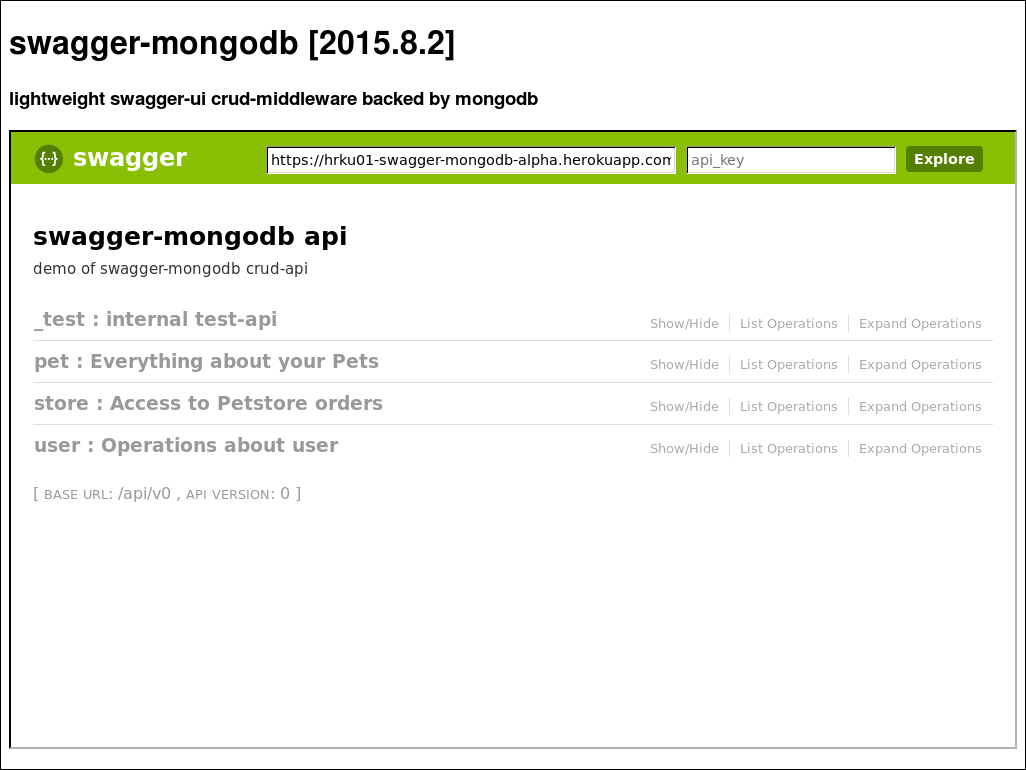 swagger-mongodb [2015.8.2]
lightweight swagger-ui crud-middleware backed by mongodb
{···} swagger https://hrku01-swagger-mongodb-alpha.herokuapp.com api_key Explore
swagger-mongodb api
demo of swagger-mongodb crud-api
_test : internal test-api Show/Hide List Operations Expand Operations
pet : Everything about your Pets Show/Hide List Operations Expand Operations
store : Access to Petstore orders Show/Hide List Operations Expand Operations
user : Operations about user Show/Hide List Operations Expand Operations
[ BASE URL: /api/v0 , API VERSION: 0 ]